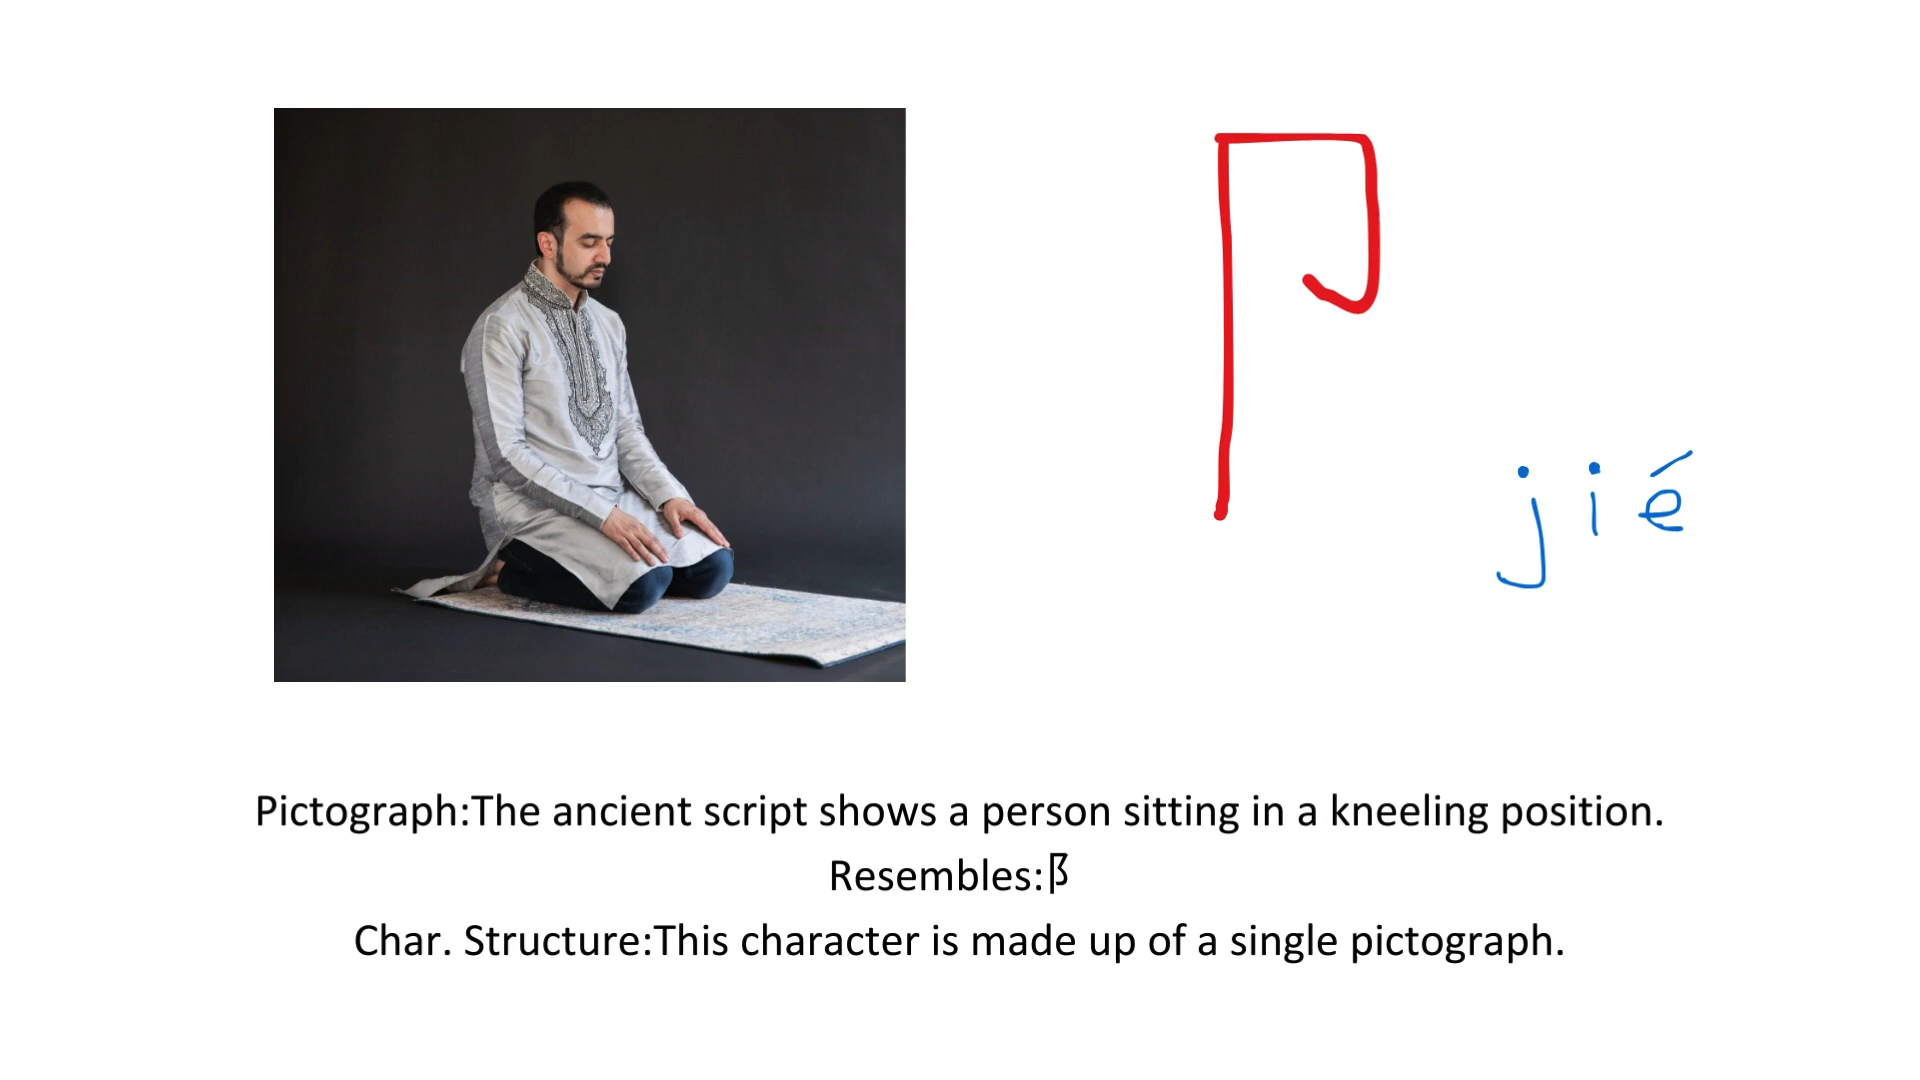 卩
jié
Pictograph:The ancient script shows a person sitting in a kneeling position.
Resembles:阝
Char. Structure:This character is made up of a single pictograph.